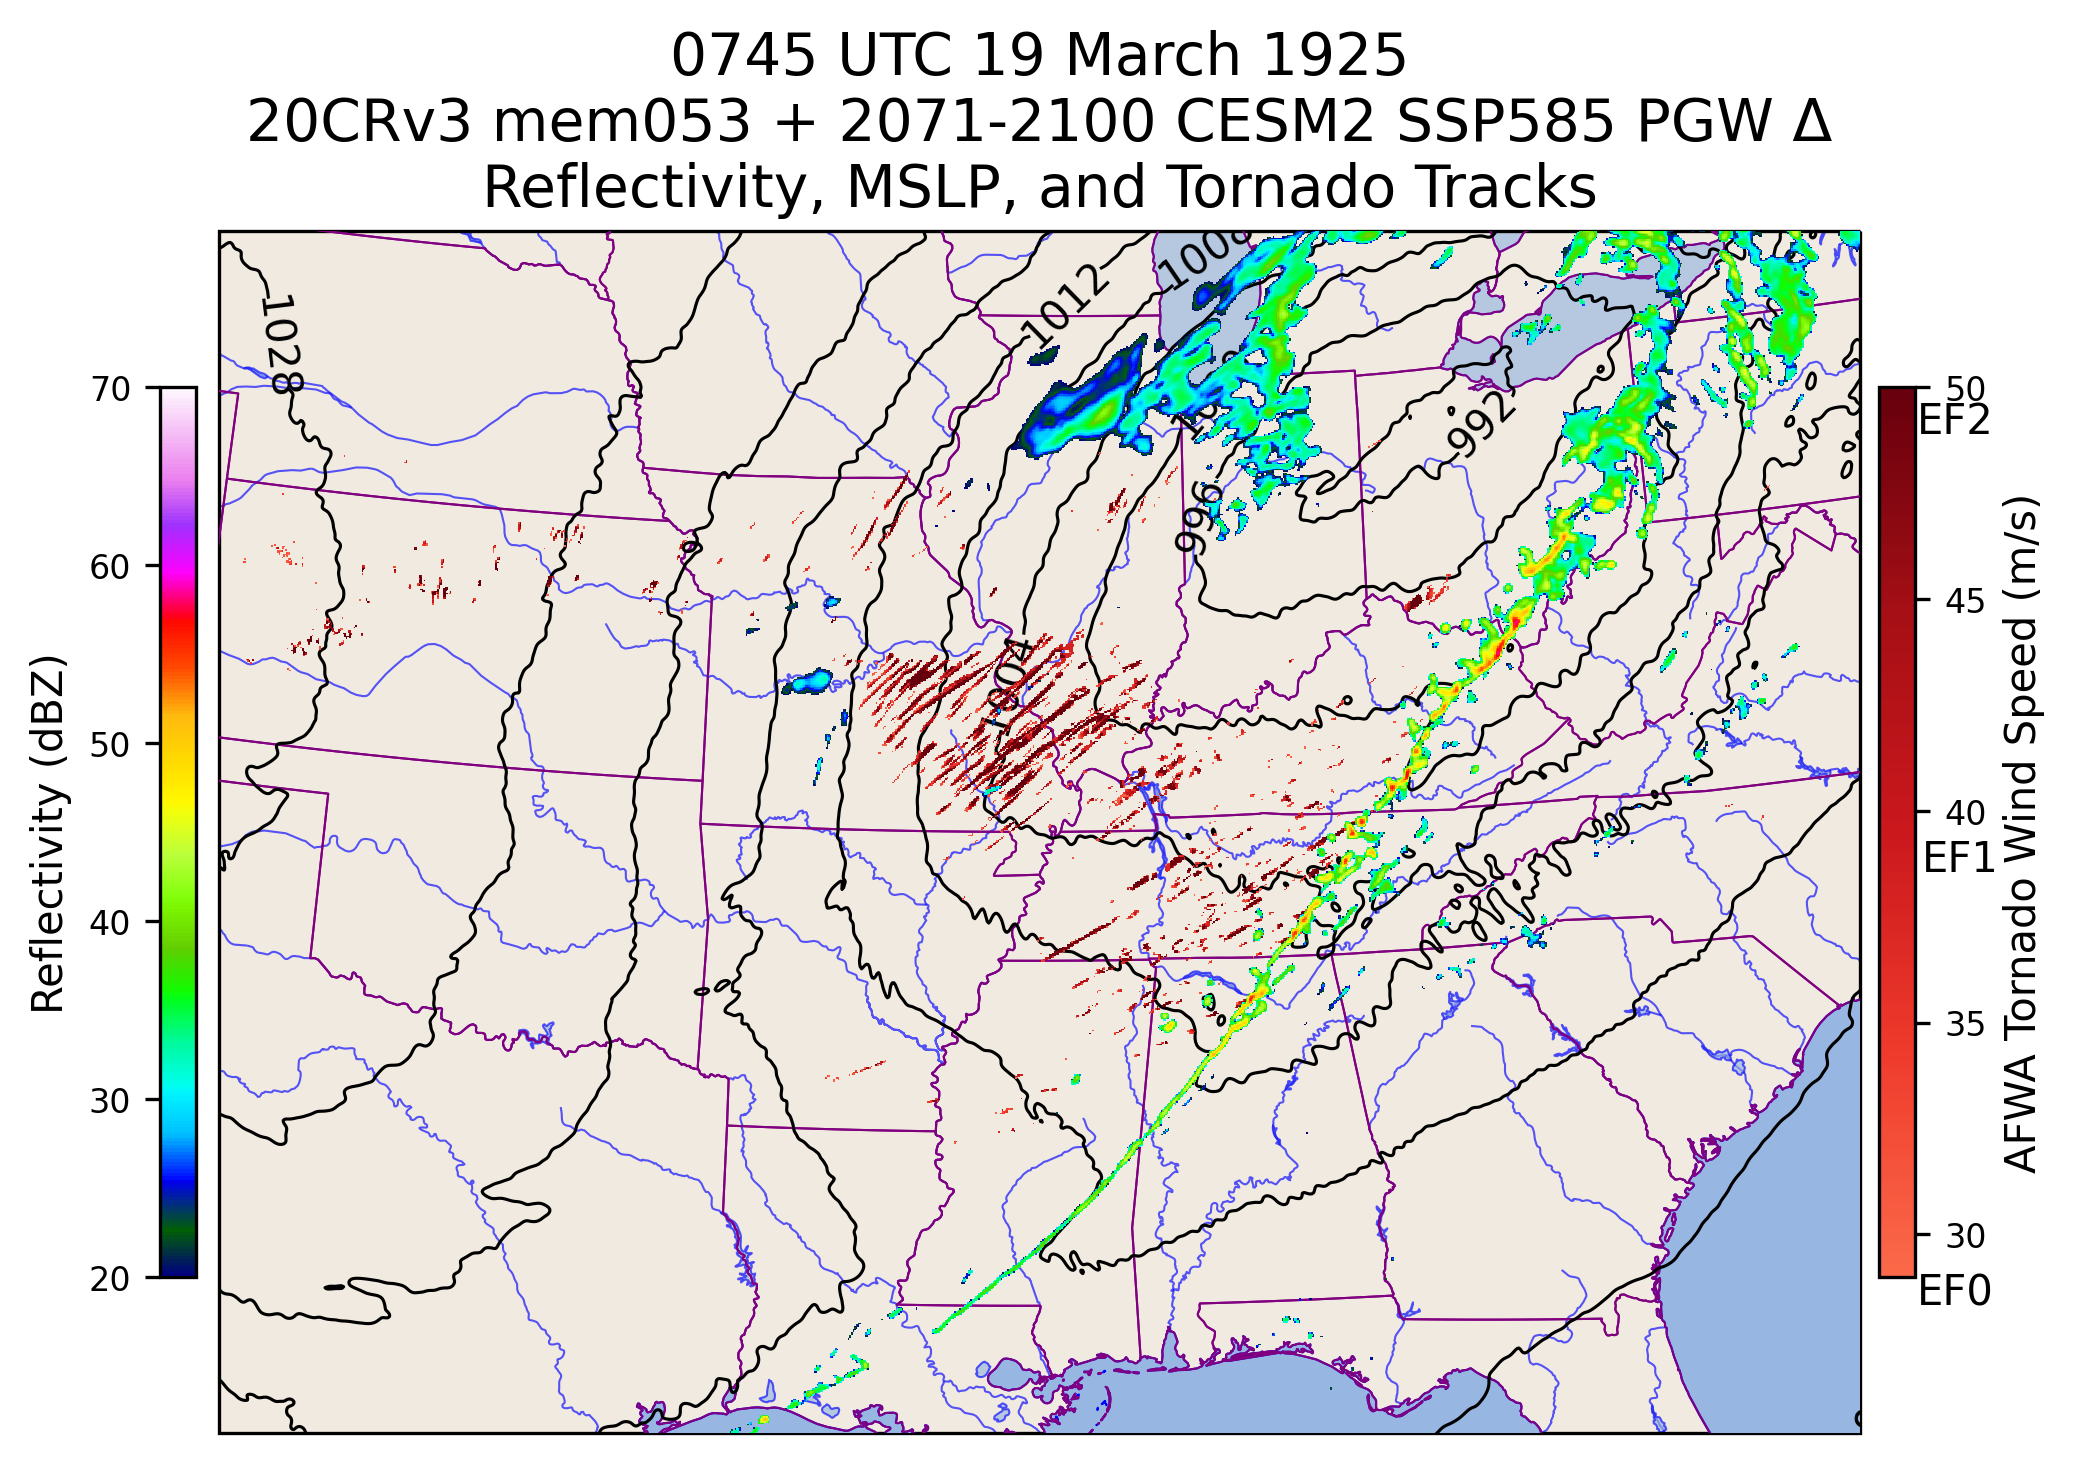 0745 UTC 19 March 1925
20CRv3 mem053 + 2071-2100 CESM2 SSP585 PGW Δ
Reflectivity, MSLP, and Tornado Tracks
1028
1012
1008
992
996
1004
70
60
50
40
30
20
Reflectivity (dBZ)
50
EF2
45
40
EF1
35
30
EF0
AFWA Tornado Wind Speed (m/s)